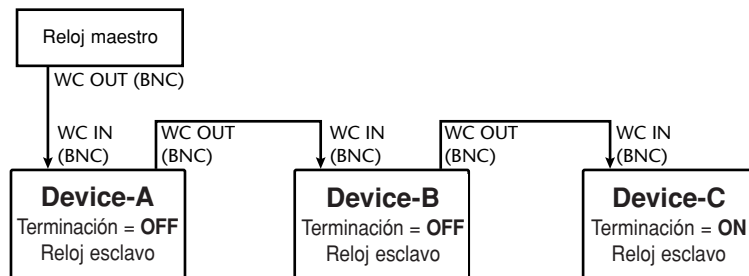 Reloj maestro
WC OUT (BNC)
WC IN
(BNC)
WC OUT
(BNC)
WC IN
(BNC)
WC OUT
(BNC)
WC IN
(BNC)
Device-A
Terminación = OFF
Reloj esclavo
Device-B
Terminación = OFF
Reloj esclavo
Device-C
Terminación = ON
Reloj esclavo